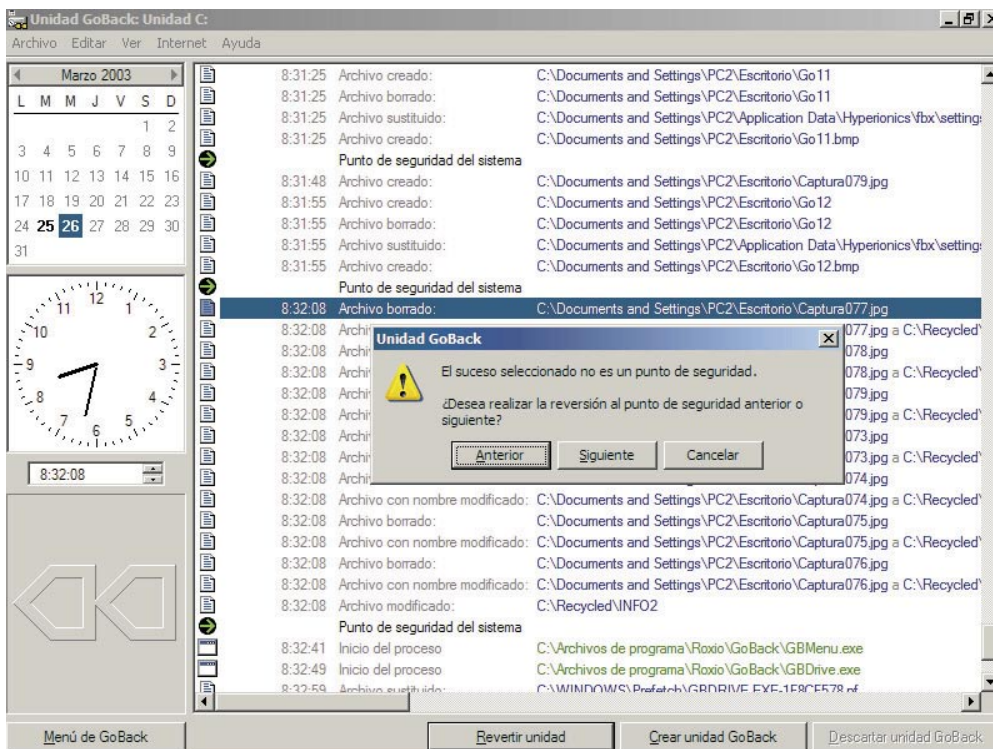 Unidad GoBack: Unidad C:
Archivo Editar Ver Internet Ayuda
Marzo 2003
L M M J V S D
1 2
3 4 5 6 7 8 9
10 11 12 13 14 15 16
17 18 19 20 21 22 23
24 25 26 27 28 29 30
31
12
11 1
10 2
9 3
8 4
7 6 5
8:32:08
8:31:25 Archivo creado: C:\Documents and Settings\PC2\Escritorio\Go11
8:31:25 Archivo borrado: C:\Documents and Settings\PC2\Escritorio\Go11
8:31:25 Archivo sustituido: C:\Documents and Settings\PC2\Application Data\Hyperionics\fbx\setting
8:31:25 Archivo creado: C:\Documents and Settings\PC2\Escritorio\Go11.bmp
Punto de seguridad del sistema
8:31:48 Archivo creado: C:\Documents and Settings\PC2\Escritorio\Captura079.jpg
8:31:55 Archivo creado: C:\Documents and Settings\PC2\Escritorio\Go12
8:31:55 Archivo borrado: C:\Documents and Settings\PC2\Escritorio\Go12
8:31:55 Archivo sustituido: C:\Documents and Settings\PC2\Application Data\Hyperionics\fbx\setting
8:31:55 Archivo creado: C:\Documents and Settings\PC2\Escritorio\Go12.bmp
Punto de seguridad del sistema
8:32:08 Archivo borrado: C:\Documents and Settings\PC2\Escritorio\Captura077.jpg
8:32:08 Archi 077.jpg a C:\Recycled\
8:32:08 Archi 078.jpg
8:32:08 Archi 078.jpg a C:\Recycled\
8:32:08 Archi 079.jpg
8:32:08 Archi 079.jpg a C:\Recycled\
8:32:08 Archi 073.jpg
8:32:08 Archi 073.jpg a C:\Recycled\
8:32:08 Archi 074.jpg
8:32:08 Archivo con nombre modificado: C:\Documents and Settings\PC2\Escritorio\Captura074.jpg a C:\Recycled\
8:32:08 Archivo borrado: C:\Documents and Settings\PC2\Escritorio\Captura075.jpg
8:32:08 Archivo con nombre modificado: C:\Documents and Settings\PC2\Escritorio\Captura075.jpg a C:\Recycled\
8:32:08 Archivo borrado: C:\Documents and Settings\PC2\Escritorio\Captura076.jpg
8:32:08 Archivo con nombre modificado: C:\Documents and Settings\PC2\Escritorio\Captura076.jpg a C:\Recycled\
8:32:08 Archivo modificado: C:\Recycled\INFO2
Punto de seguridad del sistema
8:32:41 Inicio del proceso C:\Archivos de programa\Roxio\GoBack\GBMenu.exe
8:32:49 Inicio del proceso C:\Archivos de programa\Roxio\GoBack\GBDrive.exe
8:32:59 Archivo sustituido: C:\WINDOWS\Prefetch\GBDRIVE.EXE-1F8CF578.pf
Unidad GoBack
El suceso seleccionado no es un punto de seguridad.
¿Desea realizar la reversión al punto de seguridad anterior o
siguiente?
Anterior Siguiente Cancelar
Menú de GoBack Revertir unidad Crear unidad GoBack Descartar unidad GoBack